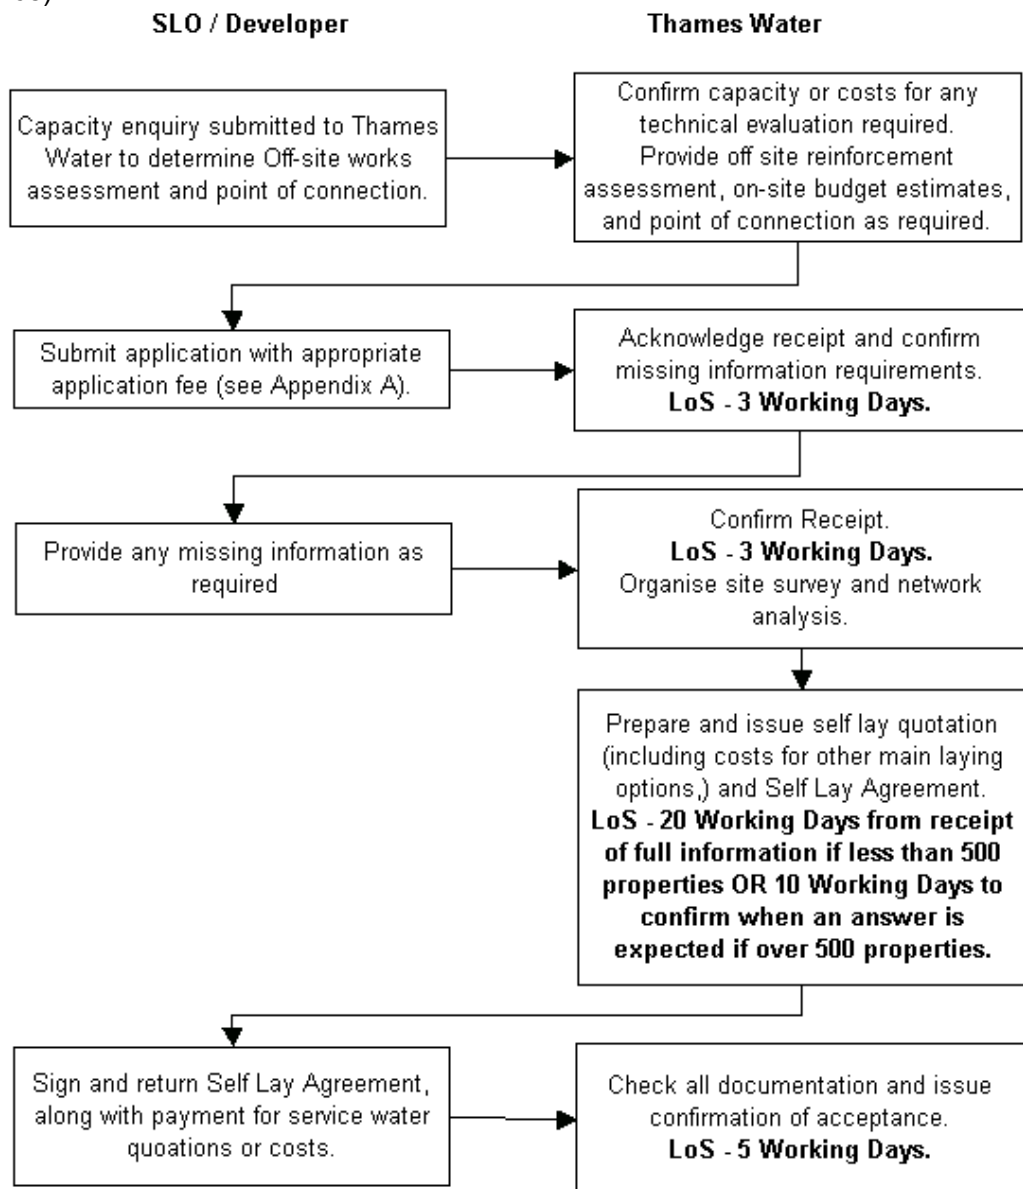 SLO / Developer
Thames Water
Capacity enquiry submitted to Thames
Water to determine Off-site works
assessment and point of connection.
Confirm capacity or costs for any
technical evaluation required.
Provide off site reinforcement
assessment, on-site budget estimates,
and point of connection as required.
Submit application with appropriate
application fee (see Appendix A).
Acknowledge receipt and confirm
missing information requirements.
LoS - 3 Working Days.
Provide any missing information as
required
Confirm Receipt.
LoS - 3 Working Days.
Organise site survey and network
analysis.
Prepare and issue self lay quotation
(including costs for other main laying
options,) and Self Lay Agreement.
LoS - 20 Working Days from receipt
of full information if less than 500
properties OR 10 Working Days to
confirm when an answer is
expected if over 500 properties.
Sign and return Self Lay Agreement,
along with payment for service water
quoations or costs.
Check all documentation and issue
confirmation of acceptance.
LoS - 5 Working Days.